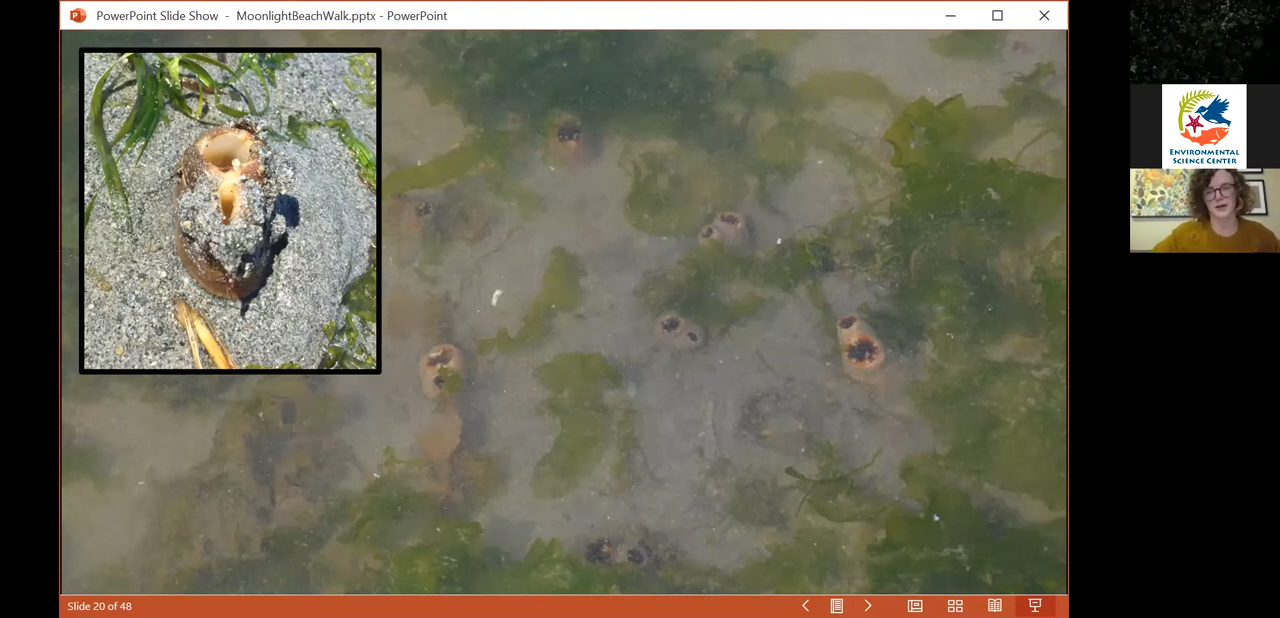 PowerPoint Slide Show - MoonlightBeachWalk.pptx - PowerPoint
ENVIRONMENTAL
SCIENCE CENTER
Slide 20 of 48